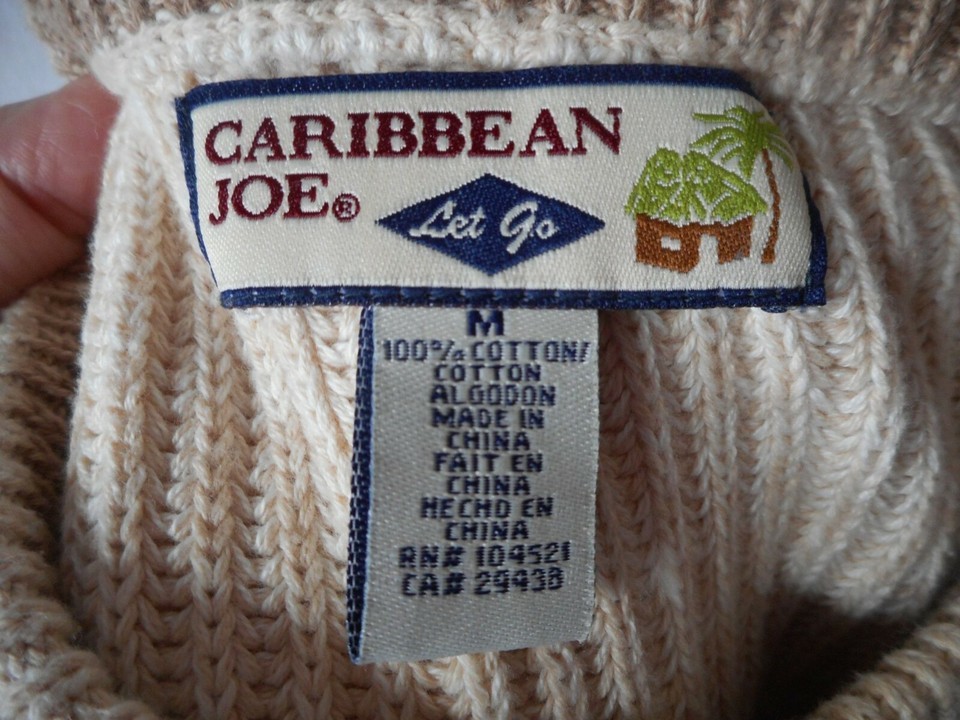 CARIBBEAN
JOE®
Let Go
M
100% COTTON/
COTTON
ALGODON
MADE IN
CHINA
FAIT EN
CHINA
HECHO EN
CHINA
RN# 104521
CA# 29438